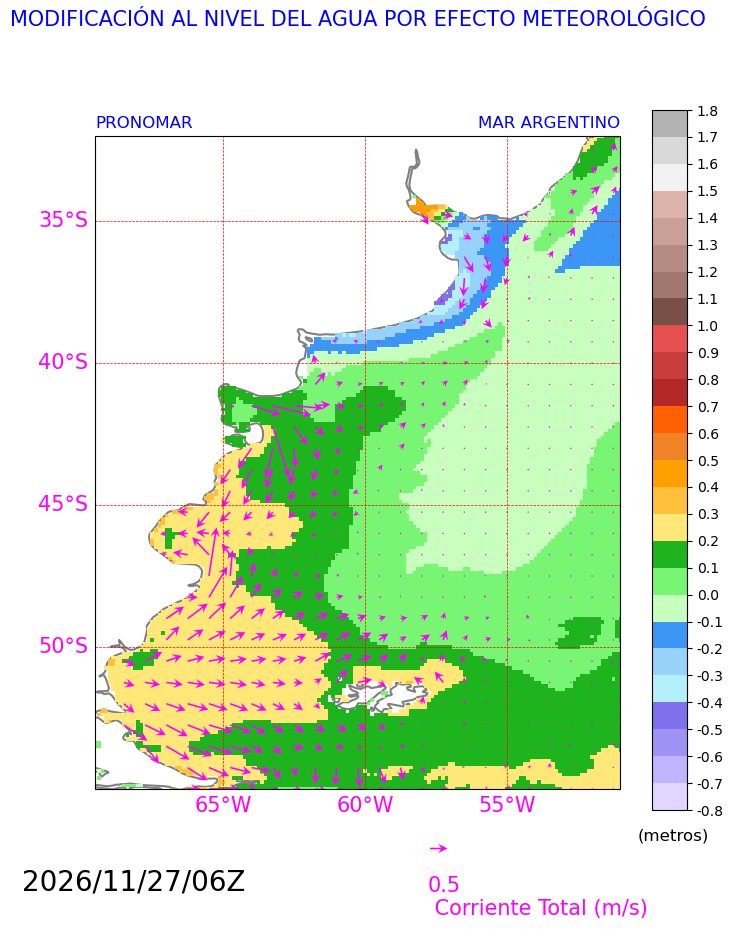 MODIFICACIÓN AL NIVEL DEL AGUA POR EFECTO METEOROLÓGICO
PRONOMAR MAR ARGENTINO
35°S
40°S
45°S
50°S
65°W 60°W 55°W
1.8
1.7
1.6
1.5
1.4
1.3
1.2
1.1
1.0
0.9
0.8
0.7
0.6
0.5
0.4
0.3
0.2
0.1
0.0
-0.1
-0.2
-0.3
-0.4
-0.5
-0.6
-0.7
-0.8
(metros)
2026/11/27/06Z
0.5
Corriente Total (m/s)